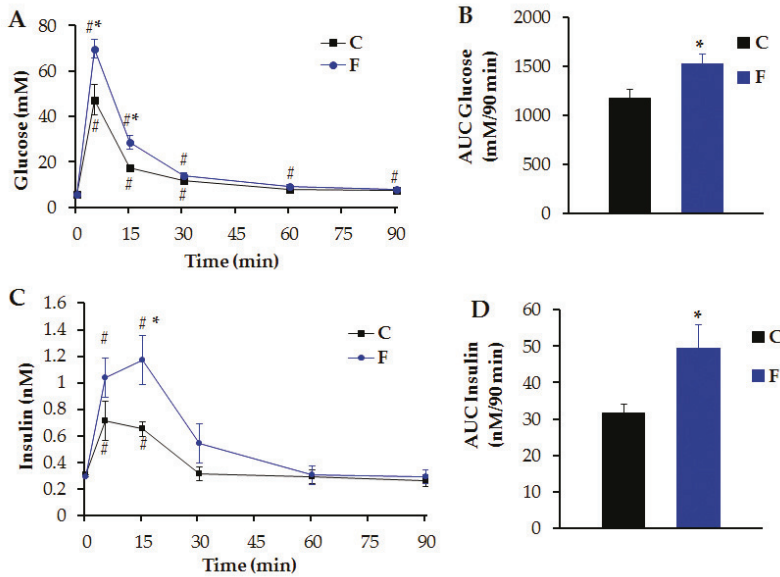 A
80
60
40
20
0
Glucose (mM)
#*
#
#*
#
#
#
#
#
C
F
0 15 30 45 60 75 90
Time (min)
B
2000
1500
1000
500
0
AUC Glucose
(mM/90 min)
*
C
F
C
1.6
1.4
1.2
1
0.8
0.6
0.4
0.2
0
Insulin (nM)
#
# *
#
#
C
F
0 15 30 45 60 75 90
Time (min)
D
60
50
40
30
20
10
0
AUC Insulin
(nM/90 min)
*
C
F